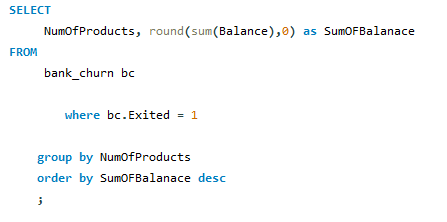 SELECT
NumOfProducts, round(sum(Balance),0) as SumOFBalanace
FROM
bank_churn bc
where bc.Exited = 1
group by NumOfProducts
order by SumOFBalanace desc
;